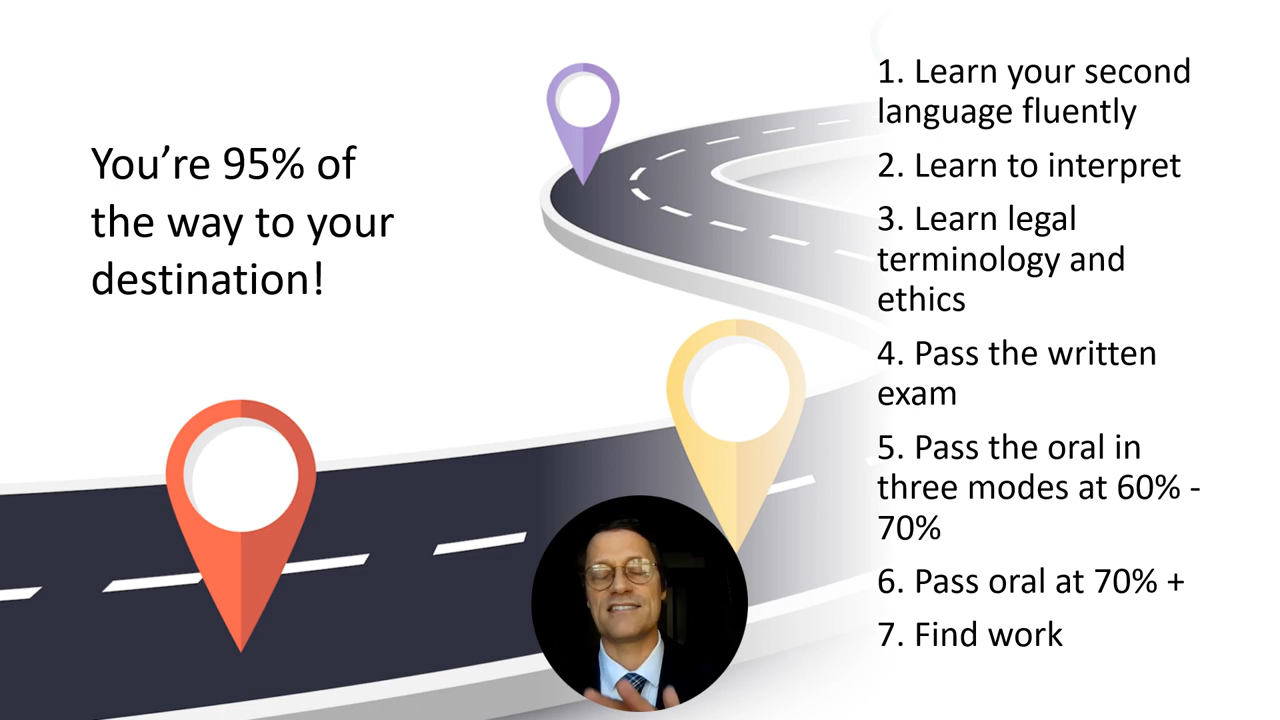 You’re 95% of
the way to your
destination!
1. Learn your second
language fluently
2. Learn to interpret
3. Learn legal
terminology and
ethics
4. Pass the written
exam
5. Pass the oral in
three modes at 60% -
70%
6. Pass oral at 70% +
7. Find work